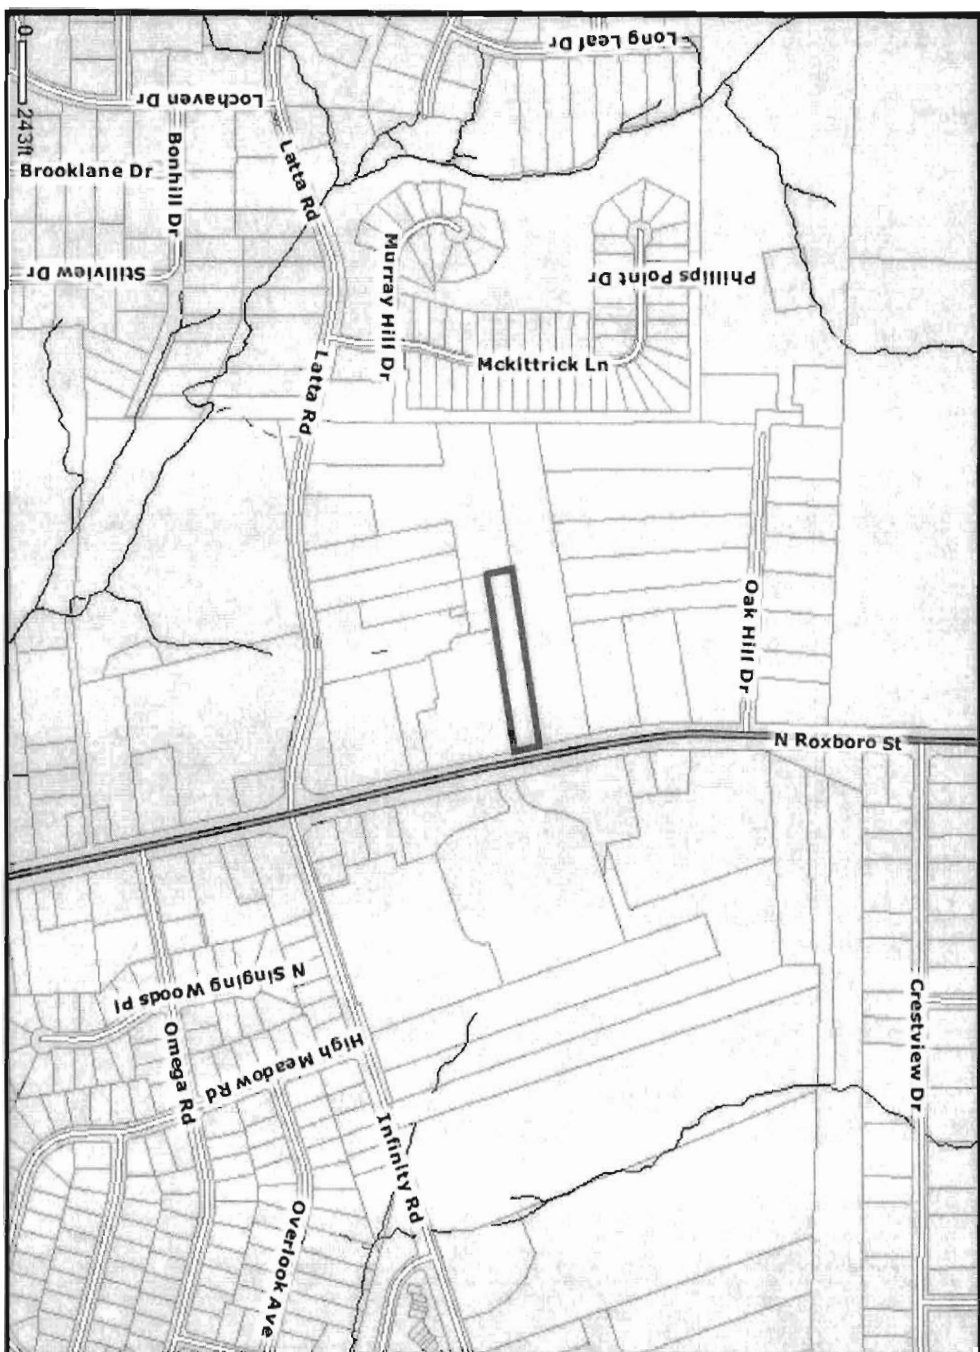 Long Leaf Dr
0
243ft
Lochaven Dr
Latta Rd
Bonhill Dr
Brooklane Dr
Stillview Dr
Murray Hill Dr
Phillips Point Dr
Latta Rd
Mckittrick Ln
Oak Hill Dr
N Roxboro St
N Singing Woods Pl
Omega Rd
High Meadow Rd
Crestview Dr
Infinity Rd
Overlook Ave